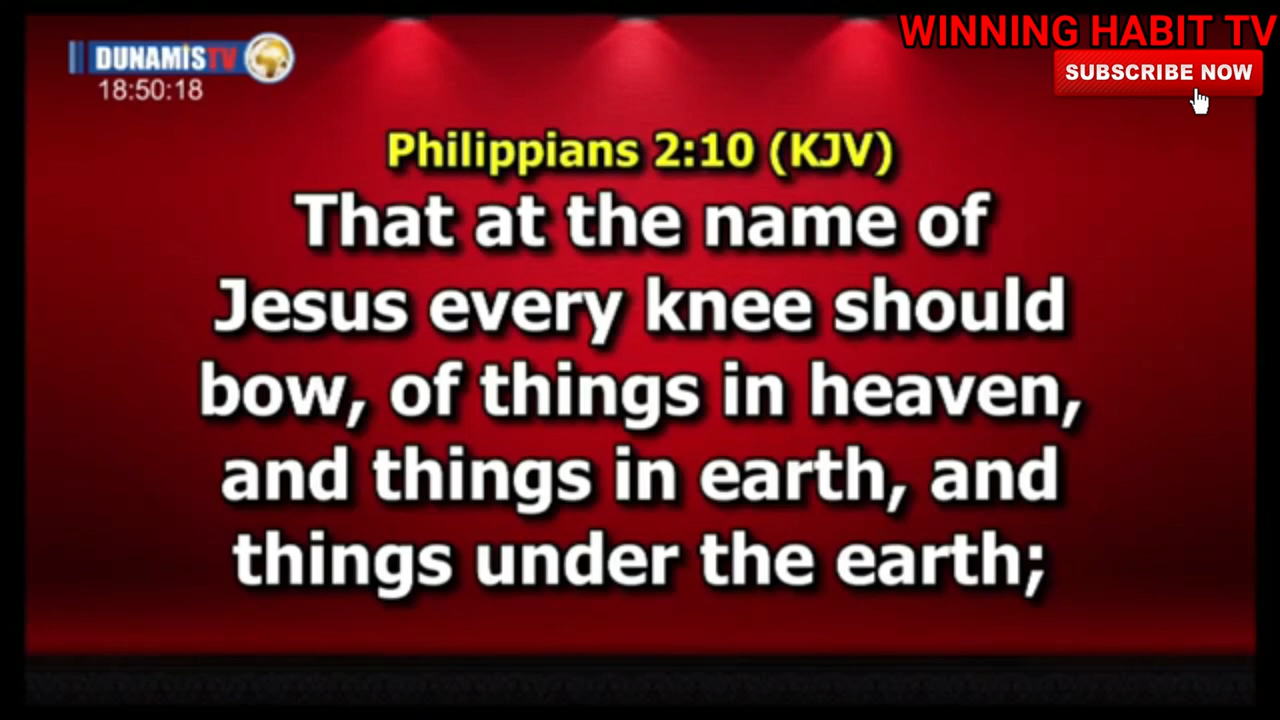 WINNING HABIT TV
DUNAMIS TV
SUBSCRIBE NOW
18:50:18
Philippians 2:10 (KJV)
That at the name of
Jesus every knee should
bow, of things in heaven,
and things in earth, and
things under the earth;